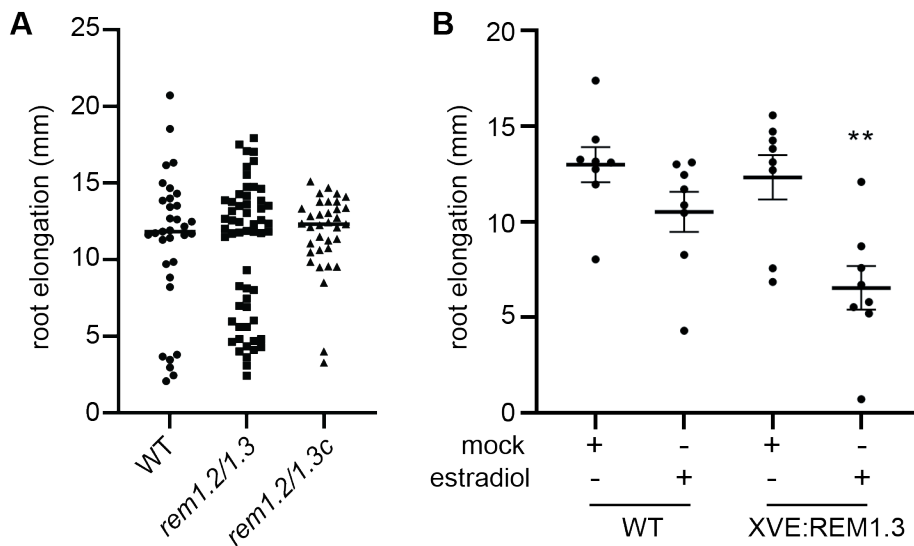 A
root elongation (mm)
25
20
15
10
5
0
WT
rem1.2/1.3
rem1.2/1.3c
B
root elongation (mm)
20
15
10
5
0
**
mock + - + -
estradiol - + - +
WT XVE:REM1.3